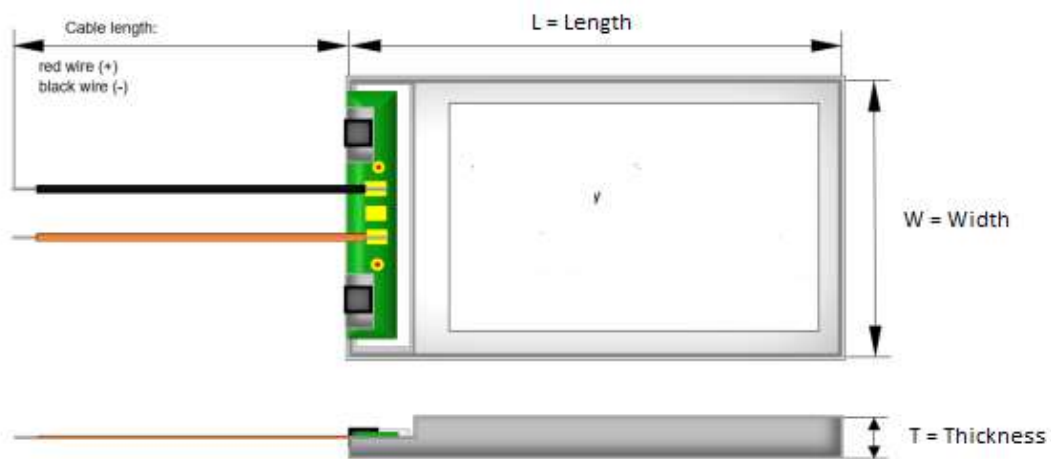 Cable length:
L = Length
red wire (+)
black wire (-)
y
W = Width
T = Thickness